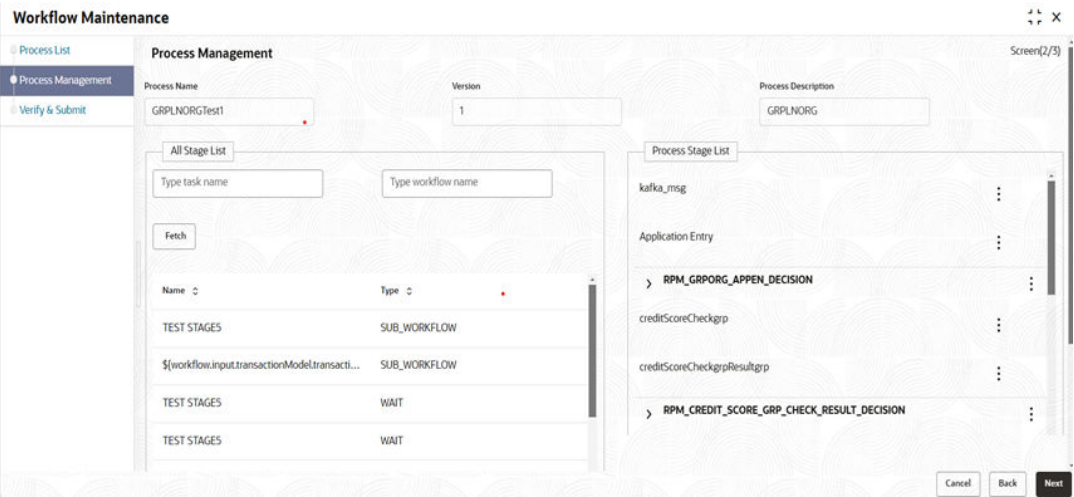 Workflow Maintenance
Process List
Process Management
Verify & Submit
Process Management
Screen(2/3)
Process Name
Version
Process Description
GRPLNORGTest1
1
GRPLNORG
All Stage List
Type task name
Type workflow name
Fetch
Name
Type
TEST STAGE5
SUB_WORKFLOW
${workflow.input.transactionModel.transacti...
SUB_WORKFLOW
TEST STAGE5
WAIT
TEST STAGE5
WAIT
Process Stage List
kafka_msg
Application Entry
RPM_GRPORG_APPEN_DECISION
creditScoreCheckgrp
creditScoreCheckgrpResultgrp
RPM_CREDIT_SCORE_GRP_CHECK_RESULT_DECISION
Cancel
Back
Next